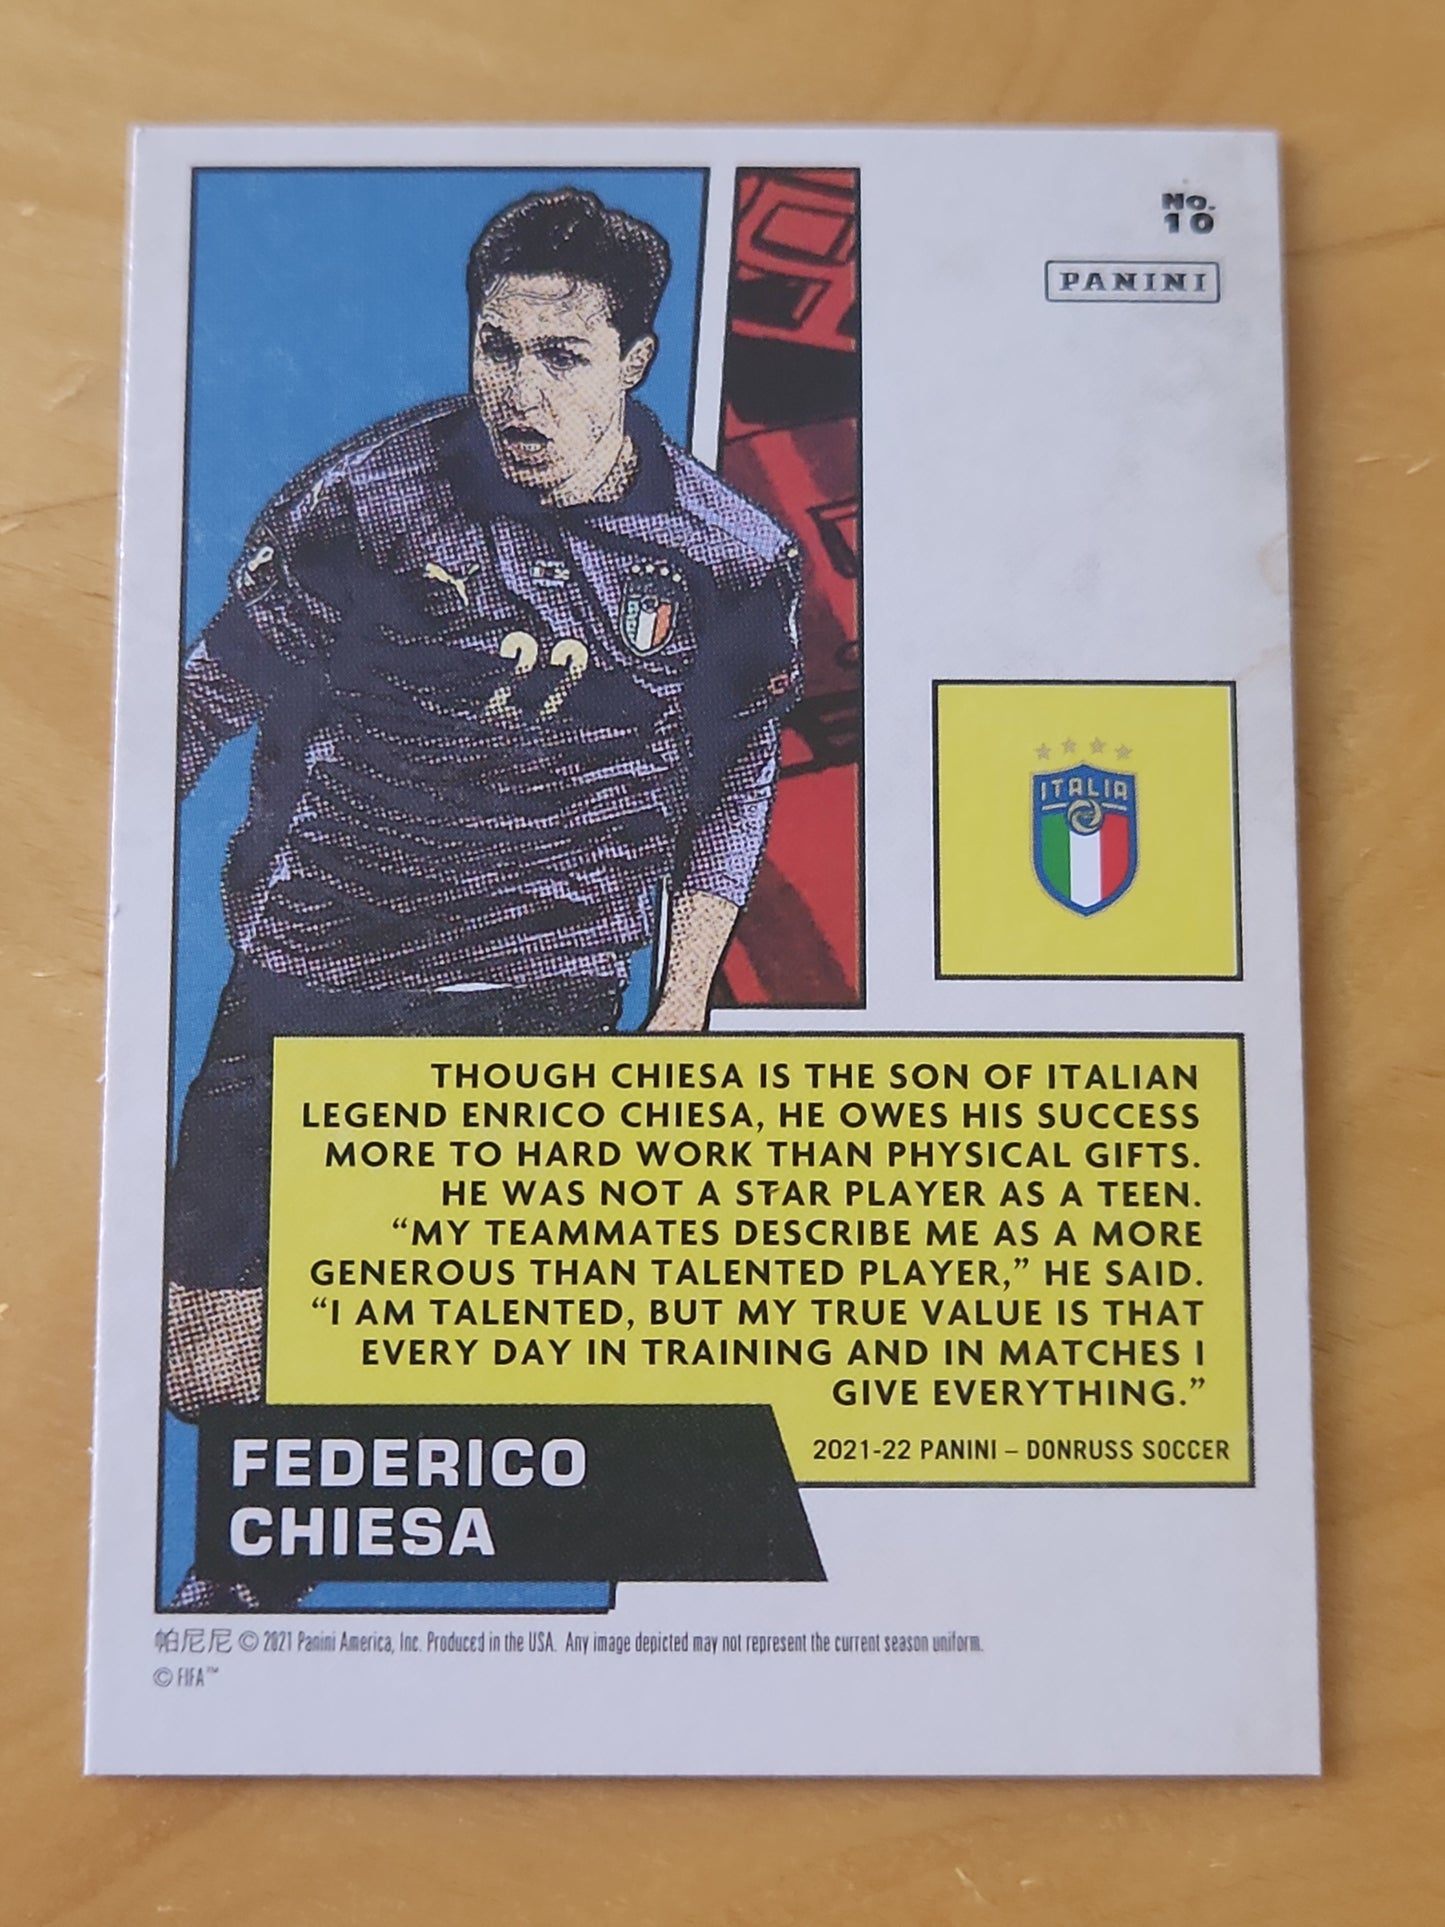 No.
10
PANINI
22
ITALIA
THOUGH CHIESA IS THE SON OF ITALIAN
LEGEND ENRICO CHIESA, HE OWES HIS SUCCESS
MORE TO HARD WORK THAN PHYSICAL GIFTS.
HE WAS NOT A STAR PLAYER AS A TEEN.
“MY TEAMMATES DESCRIBE ME AS A MORE
GENEROUS THAN TALENTED PLAYER,” HE SAID.
“I AM TALENTED, BUT MY TRUE VALUE IS THAT
EVERY DAY IN TRAINING AND IN MATCHES I
GIVE EVERYTHING.”
2021-22 PANINI – DONRUSS SOCCER
FEDERICO
CHIESA
帕尼尼 © 2021 Panini America, Inc. Produced in the USA. Any image depicted may not represent the current season uniform.
© FIFA™